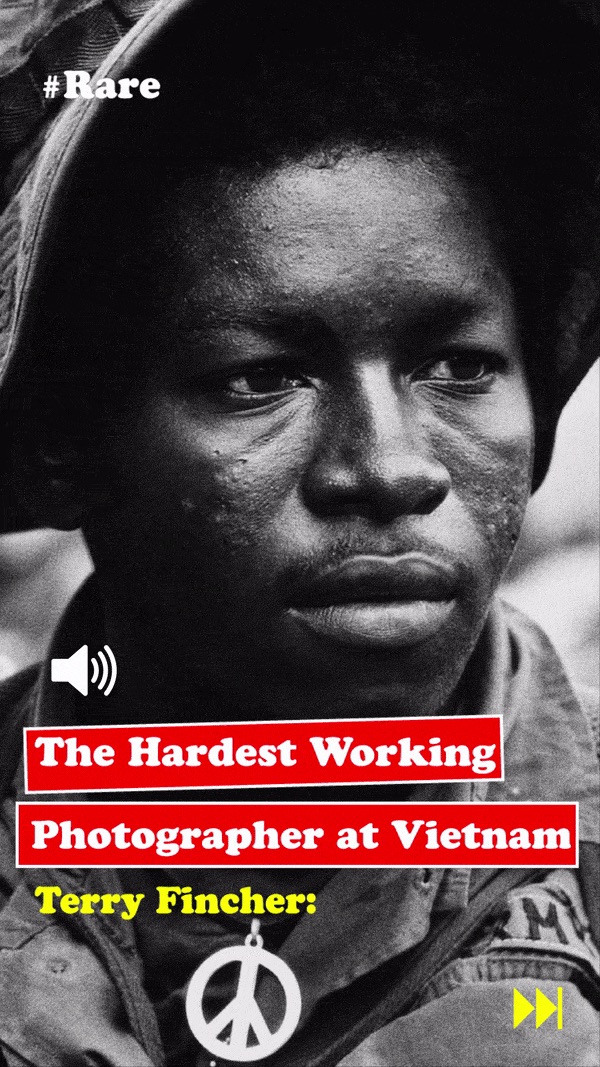 #Rare
The Hardest Working
Photographer at Vietnam
Terry Fincher:
M